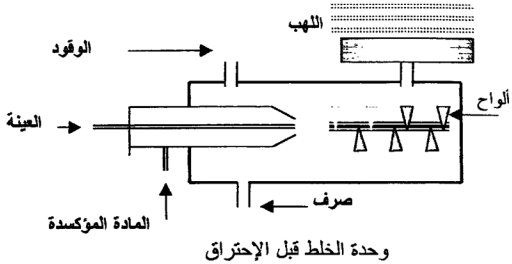 اللهب
الوقود
ألواح
العينة
صرف
المادة المؤكسدة
وحدة الخلط قبل الإحتراق